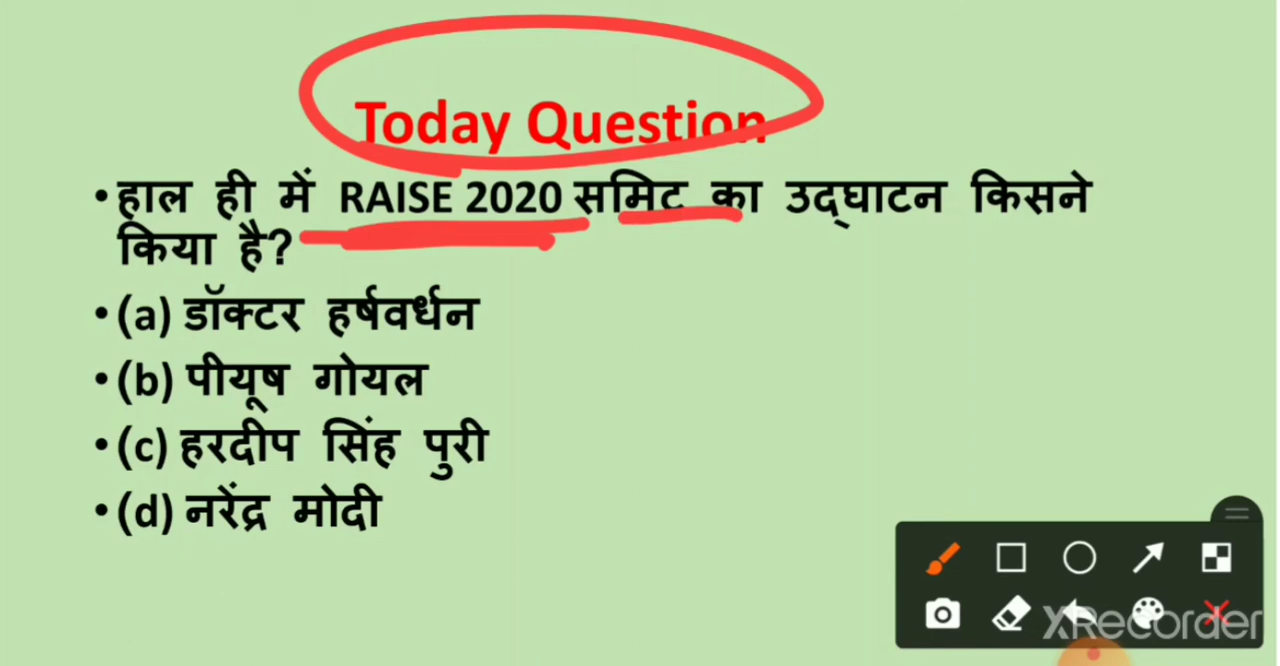 Today Question
• हाल ही में RAISE 2020 समिट का उद्घाटन किसने
किया है?
• (a) डॉक्टर हर्षवर्धन
• (b) पीयूष गोयल
• (c) हरदीप सिंह पुरी
• (d) नरेंद्र मोदी
XRecorder